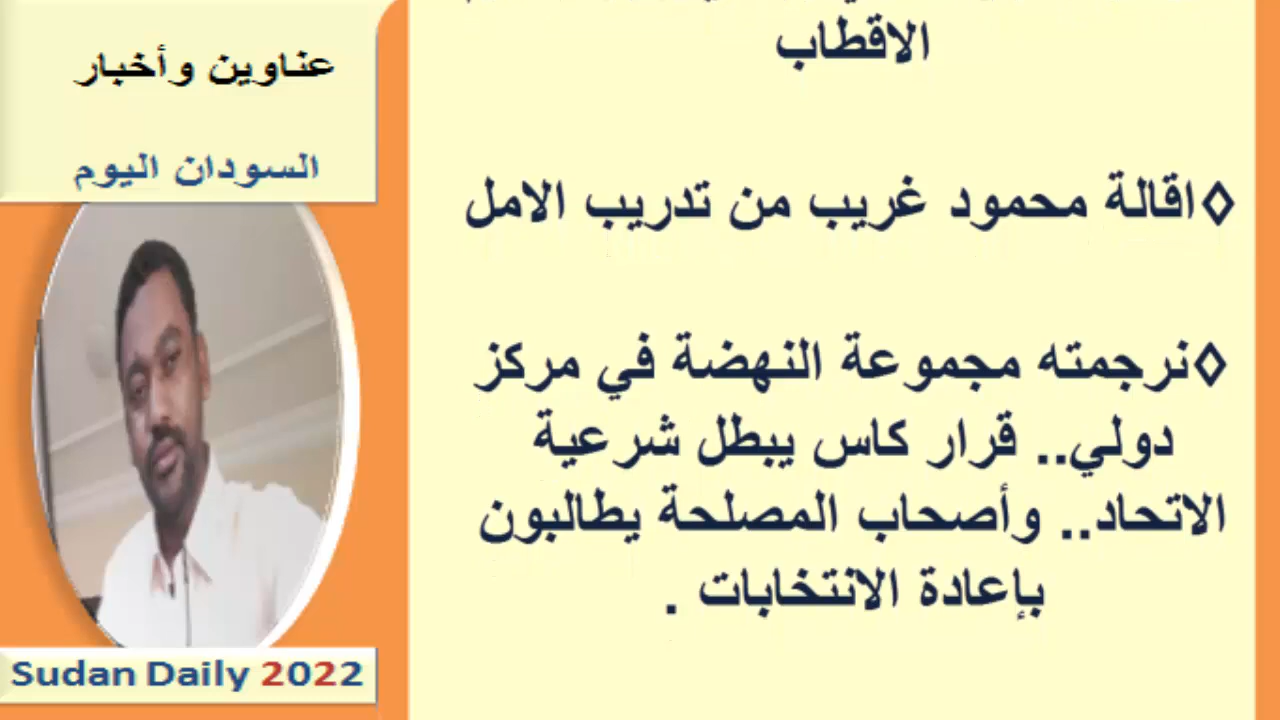 عناوين وأخبار
السودان اليوم
Sudan Daily 2022
الاقطاب
◊اقالة محمود غريب من تدريب الامل
◊نرجمته مجموعة النهضة في مركز
دولي.. قرار كاس يبطل شرعية
الاتحاد.. وأصحاب المصلحة يطالبون
بإعادة الانتخابات .